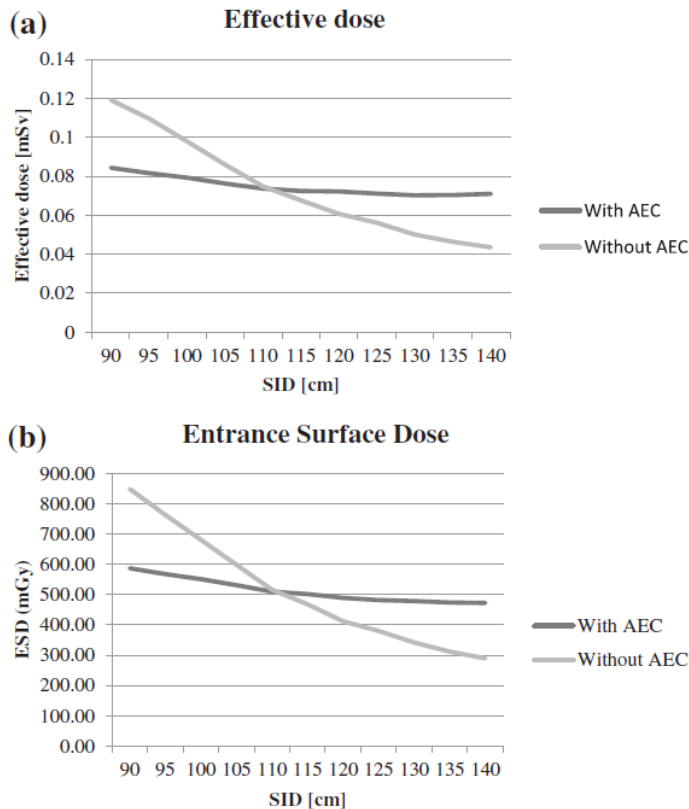 (a)
Effective dose
0.14
0.12
0.1
0.08
0.06
0.04
0.02
0
Effective dose [mSv]
90 95 100 105 110 115 120 125 130 135 140
SID [cm]
With AEC
Without AEC
(b)
Entrance Surface Dose
900.00
800.00
700.00
600.00
500.00
400.00
300.00
200.00
100.00
0.00
ESD (mGy)
90 95 100 105 110 115 120 125 130 135 140
SID [cm]
With AEC
Without AEC